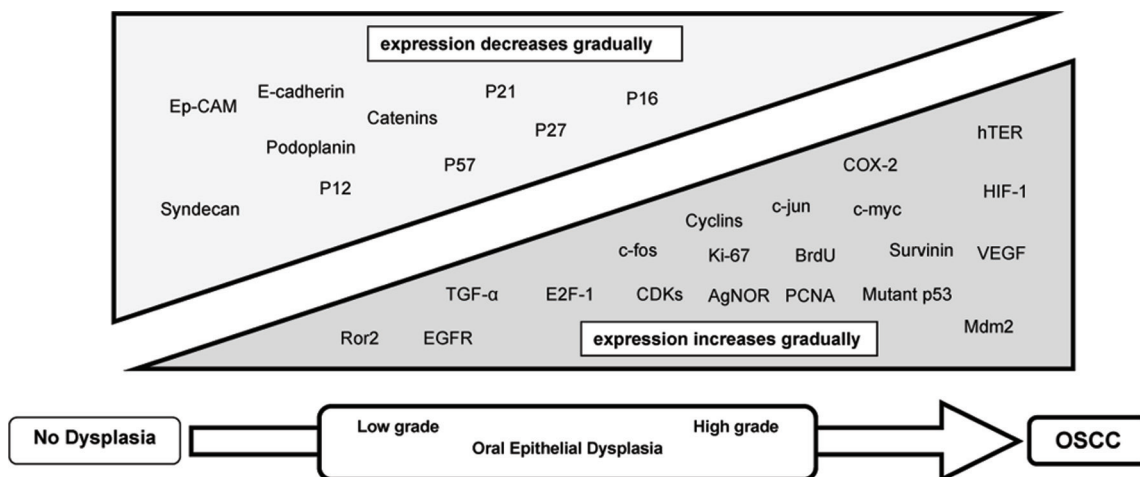 expression decreases gradually
E-cadherin
P21
P16
Ep-CAM
Catenins
P27
Podoplanin
P57
P12
Syndecan
hTER
COX-2
HIF-1
c-jun
c-myc
Cyclins
c-fos
Ki-67
BrdU
Survinin
VEGF
TGF-α
E2F-1
CDKs
AgNOR
PCNA
Mutant p53
Mdm2
Ror2
EGFR
expression increases gradually
No Dysplasia
Low grade
High grade
Oral Epithelial Dysplasia
OSCC